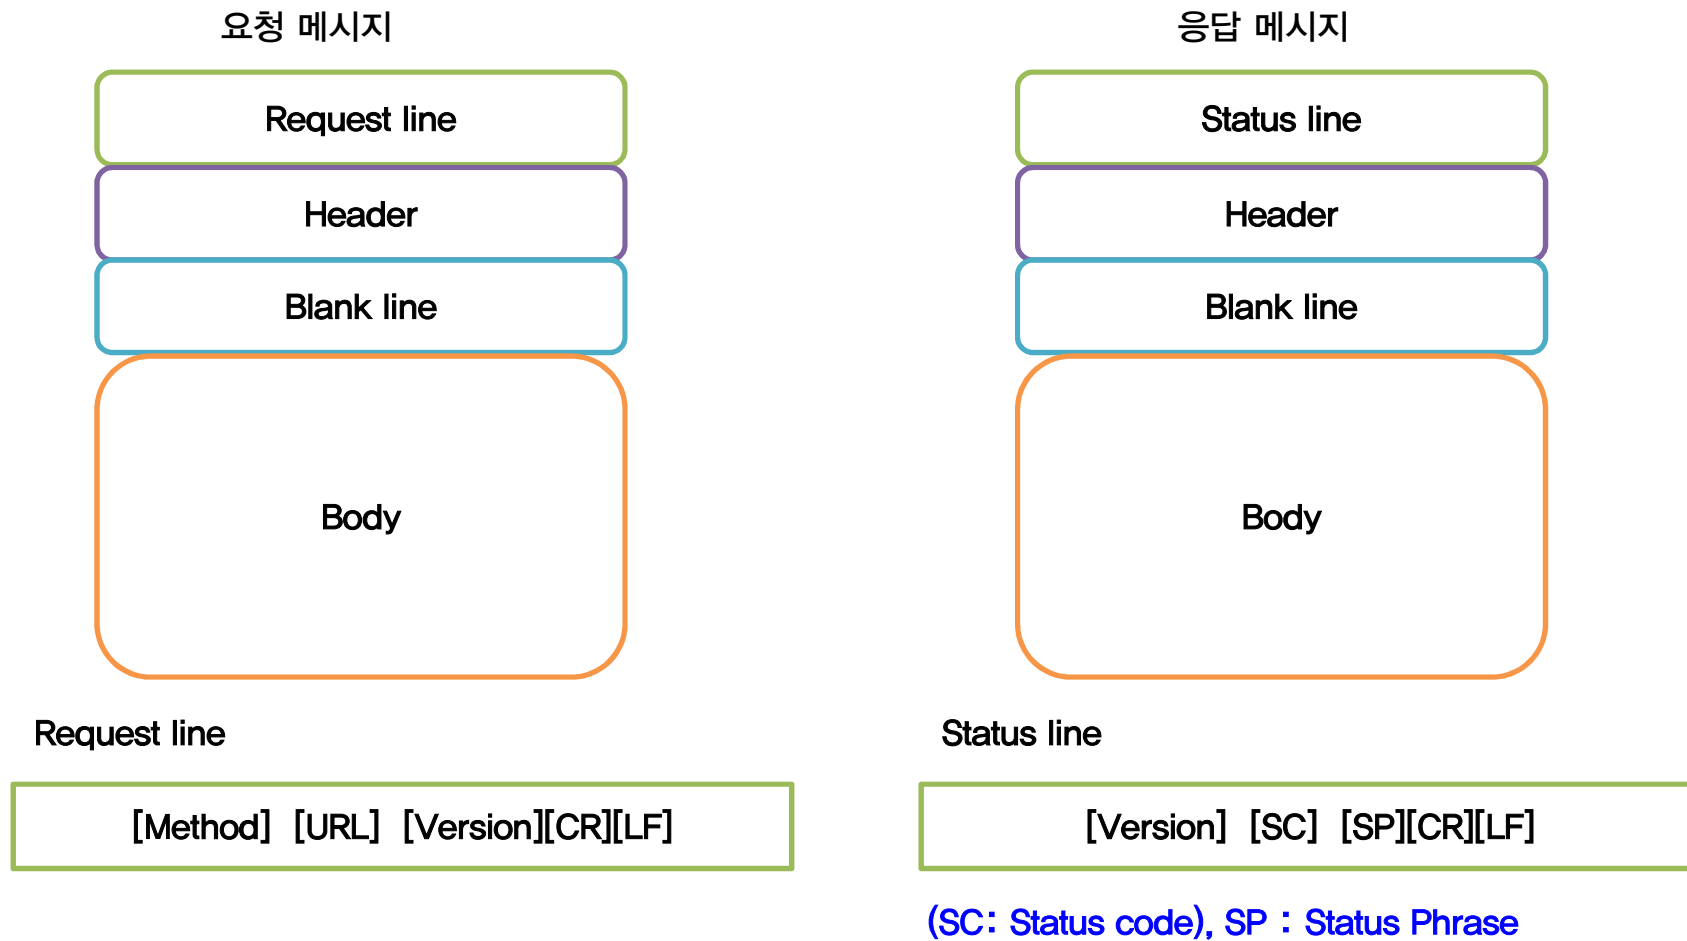 요청 메시지
Request line
Header
Blank line
Body
Request line
[Method] [URL] [Version][CR][LF]
응답 메시지
Status line
Header
Blank line
Body
Status line
[Version] [SC] [SP][CR][LF]
(SC: Status code), SP : Status Phrase